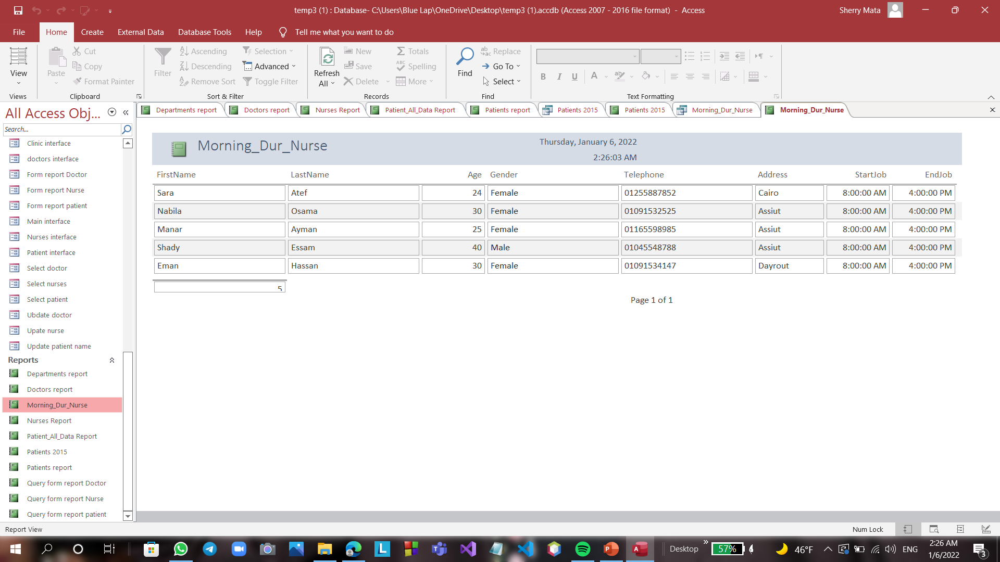 temp3 (1) : Database- C:\Users\Blue Lap\OneDrive\Desktop\temp3 (1).accdb (Access 2007 - 2016 file format)  -  Access
Sherry Mata
File
Home
Create
External Data
Database Tools
Help
Tell me what you want to do
View
Paste
Cut
Copy
Format Painter
Filter
Ascending
Descending
Remove Sort
Selection
Advanced
Toggle Filter
Refresh
All
New
Save
Delete
Totals
Spelling
More
Find
Replace
Go To
Select
B I U A
Views
Clipboard
Sort & Filter
Records
Find
Text Formatting
All Access Obj...
Search...
Departments report
Doctors report
Nurses Report
Patient_All_Data Report
Patients report
Patients 2015
Patients 2015
Morning_Dur_Nurse
Morning_Dur_Nurse
Clinic interface
doctors interface
Form report Doctor
Form report Nurse
Form report patient
Main interface
Nurses interface
Patient interface
Select doctor
Select nurses
Select patient
Ubdate doctor
Upate nurse
Update patient name
Reports
Departments report
Doctors report
Morning_Dur_Nurse
Nurses Report
Patient_All_Data Report
Patients 2015
Patients report
Query form report Doctor
Query form report Nurse
Query form report patient
Morning_Dur_Nurse
Thursday, January 6, 2022
2:26:03 AM
FirstName LastName Age Gender Telephone Address StartJob EndJob
Sara Atef 24 Female 01255887852 Cairo 8:00:00 AM 4:00:00 PM
Nabila Osama 30 Female 01091532525 Assiut 8:00:00 AM 4:00:00 PM
Manar Ayman 25 Female 01165598985 Assiut 8:00:00 AM 4:00:00 PM
Shady Essam 40 Male 01045548788 Assiut 8:00:00 AM 4:00:00 PM
Eman Hassan 30 Female 01091534147 Dayrout 8:00:00 AM 4:00:00 PM
5
Page 1 of 1
Report View
Num Lock
Desktop
57%
46°F
ENG
2:26 AM
1/6/2022
3